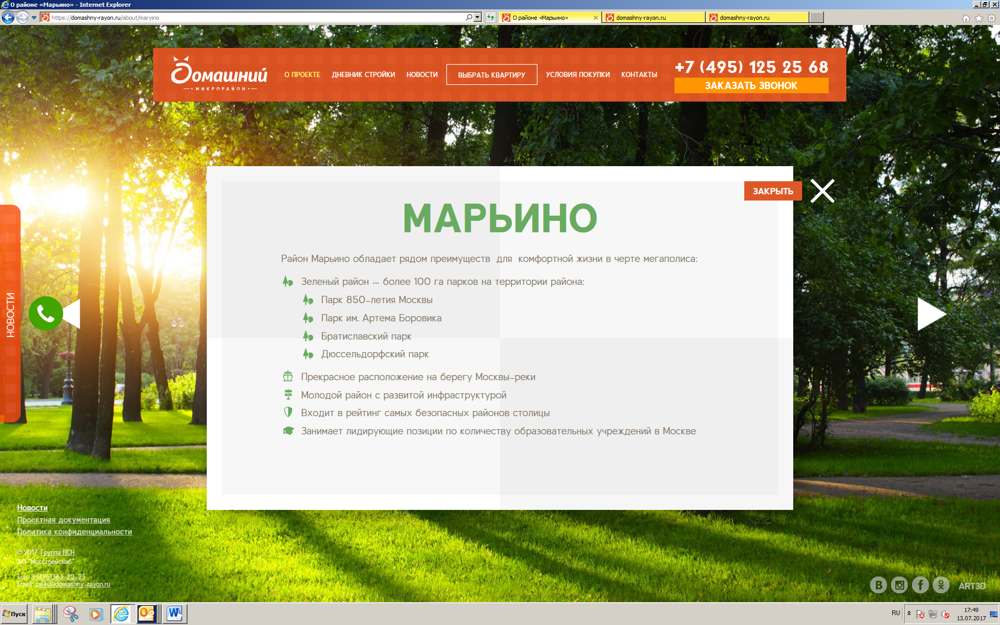 О районе «Марьино» - Internet Explorer
https://domashny-rayon.ru/about/maryino
О районе «Марьино»
domashny-rayon.ru
domashny-rayon.ru
Домашний
МИКРОРАЙОН
О ПРОЕКТЕ
ДНЕВНИК СТРОЙКИ
НОВОСТИ
ВЫБРАТЬ КВАРТИРУ
УСЛОВИЯ ПОКУПКИ
КОНТАКТЫ
+7 (495) 125 25 68
ЗАКАЗАТЬ ЗВОНОК
ЗАКРЫТЬ
МАРЬИНО
Район Марьино обладает рядом преимуществ для комфортной жизни в черте мегаполиса:
Зеленый район – более 100 га парков на территории района:
Парк 850-летия Москвы
Парк им. Артема Боровика
Братиславский парк
Дюссельдорфский парк
Прекрасное расположение на берегу Москвы-реки
Молодой район с развитой инфраструктурой
Входит в рейтинг самых безопасных районов столицы
Занимает лидирующие позиции по количеству образовательных учреждений в Москве
НОВОСТИ
Новости
Проектная документация
Политика конфиденциальности
© 2017, Группа ПСН
АО "Мосстройснаб"
Тел. 8 (495)363-20-23
Email: sales@domashny-rayon.ru
ART3D
Пуск
RU
17:49
13.07.2017